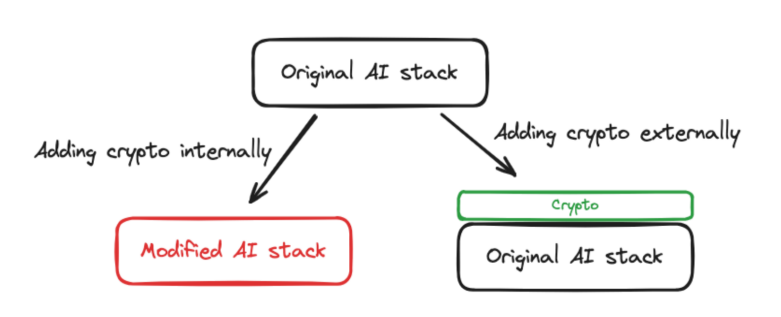 Original AI stack
Adding crypto internally
Adding crypto externally
Crypto
Modified AI stack
Original AI stack